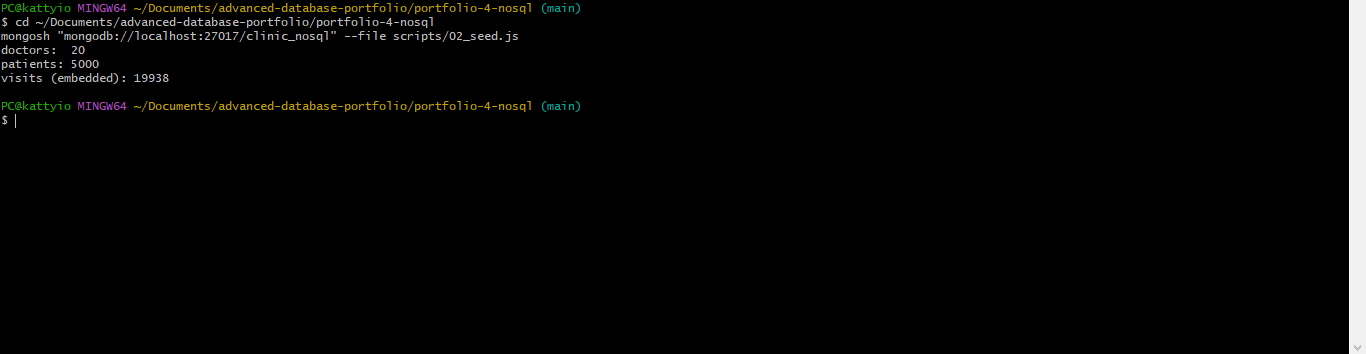 PC@kattyio MINGW64 ~/Documents/advanced-database-portfolio/portfolio-4-nosql (main)
$ cd ~/Documents/advanced-database-portfolio/portfolio-4-nosql
mongosh "mongodb://localhost:27017/clinic_nosql" --file scripts/02_seed.js
doctors:  20
patients: 5000
visits (embedded): 19938
PC@kattyio MINGW64 ~/Documents/advanced-database-portfolio/portfolio-4-nosql (main)
$